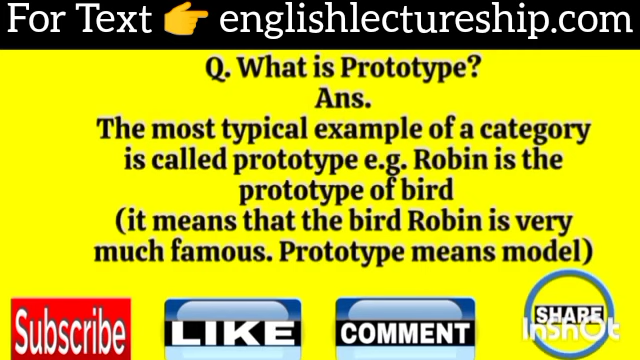 For Text 👉 englishlectureship.com
Q. What is Prototype?
Ans.
The most typical example of a category
is called prototype e.g. Robin is the
prototype of bird
(it means that the bird Robin is very
much famous. Prototype means model)
Subscribe
LIKE
COMMENT
SHARE
InShOt